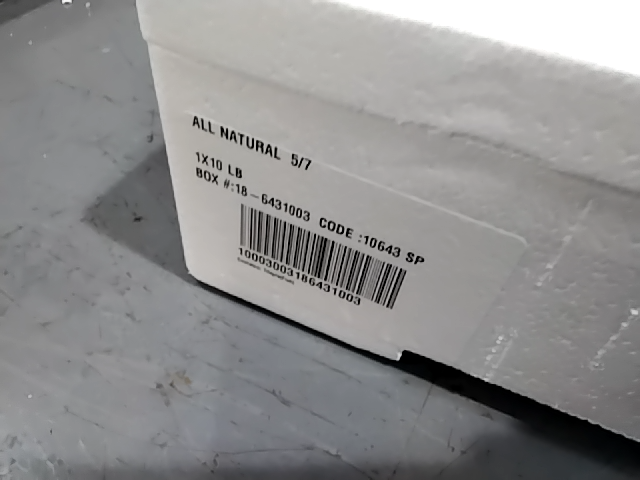 ALL NATURAL 5/7
1X10 LB
BOX #:18-6431003 CODE :10643 SP
10003003186431003